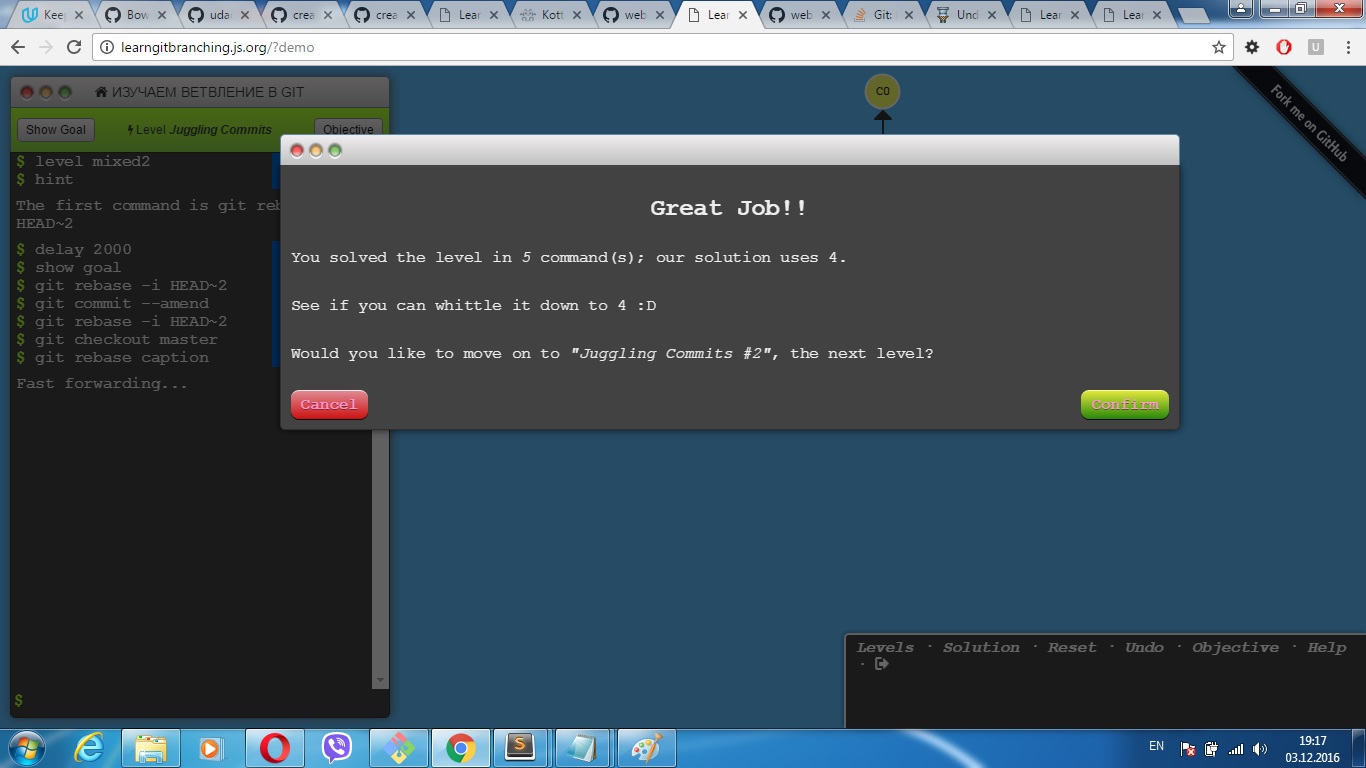 Keep
Bow
udac
crea
crea
Lear
Kott
web
Lear
web
Git:
Und
Lear
Lear
learngitbranching.js.org/?demo
U
ИЗУЧАЕМ ВЕТВЛЕНИЕ В GIT
C0
Fork me on GitHub
Show Goal
Level Juggling Commits
Objective
$ level mixed2
$ hint
The first command is git reb
HEAD~2
$ delay 2000
$ show goal
$ git rebase -i HEAD~2
$ git commit --amend
$ git rebase -i HEAD~2
$ git checkout master
$ git rebase caption
Fast forwarding...
$
Great Job!!
You solved the level in 5 command(s); our solution uses 4.
See if you can whittle it down to 4 :D
Would you like to move on to "Juggling Commits #2", the next level?
Cancel
Confirm
Levels · Solution · Reset · Undo · Objective · Help
·
S
EN
19:17
03.12.2016